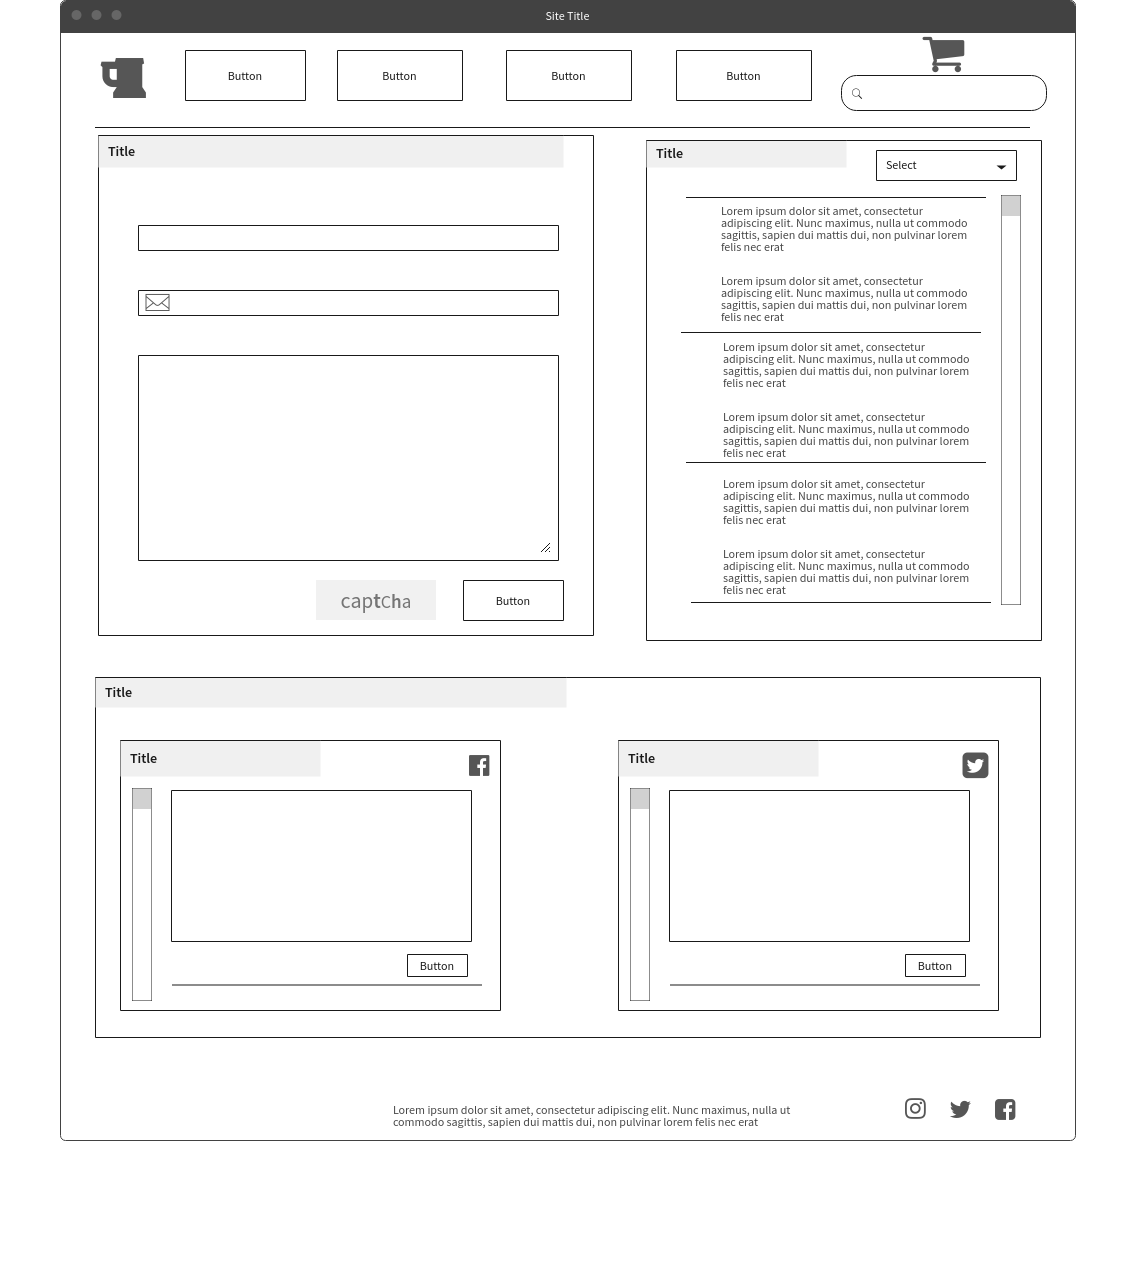 Site Title
Button
Button
Button
Button
Title
captcha
Button
Title
Select
Lorem ipsum dolor sit amet, consectetur
adipiscing elit. Nunc maximus, nulla ut commodo
sagittis, sapien dui mattis dui, non pulvinar lorem
felis nec erat
Lorem ipsum dolor sit amet, consectetur
adipiscing elit. Nunc maximus, nulla ut commodo
sagittis, sapien dui mattis dui, non pulvinar lorem
felis nec erat
Lorem ipsum dolor sit amet, consectetur
adipiscing elit. Nunc maximus, nulla ut commodo
sagittis, sapien dui mattis dui, non pulvinar lorem
felis nec erat
Lorem ipsum dolor sit amet, consectetur
adipiscing elit. Nunc maximus, nulla ut commodo
sagittis, sapien dui mattis dui, non pulvinar lorem
felis nec erat
Lorem ipsum dolor sit amet, consectetur
adipiscing elit. Nunc maximus, nulla ut commodo
sagittis, sapien dui mattis dui, non pulvinar lorem
felis nec erat
Lorem ipsum dolor sit amet, consectetur
adipiscing elit. Nunc maximus, nulla ut commodo
sagittis, sapien dui mattis dui, non pulvinar lorem
felis nec erat
Title
Title
Button
Title
Button
Lorem ipsum dolor sit amet, consectetur adipiscing elit. Nunc maximus, nulla ut
commodo sagittis, sapien dui mattis dui, non pulvinar lorem felis nec erat